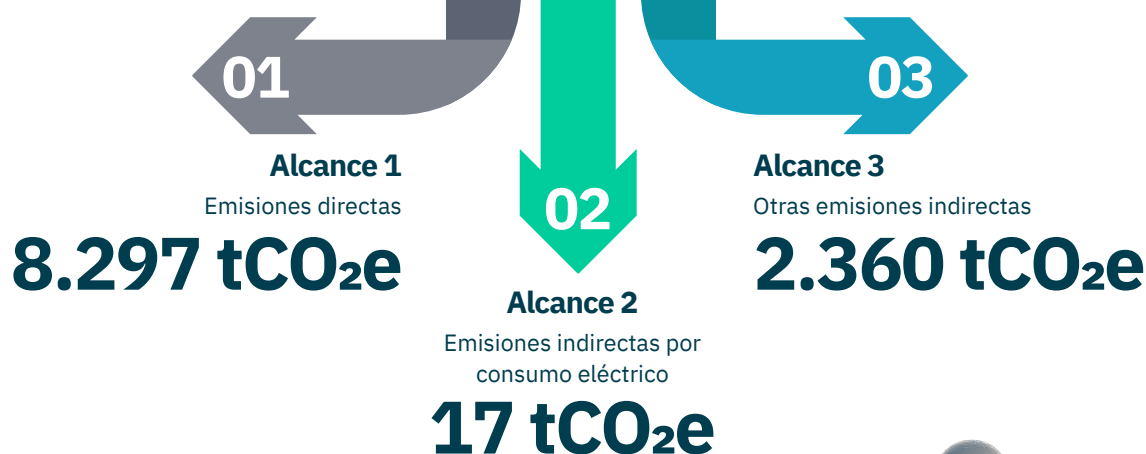 01
Alcance 1
Emisiones directas
8.297 tCO₂e
02
Alcance 2
Emisiones indirectas por
consumo eléctrico
17 tCO₂e
03
Alcance 3
Otras emisiones indirectas
2.360 tCO₂e